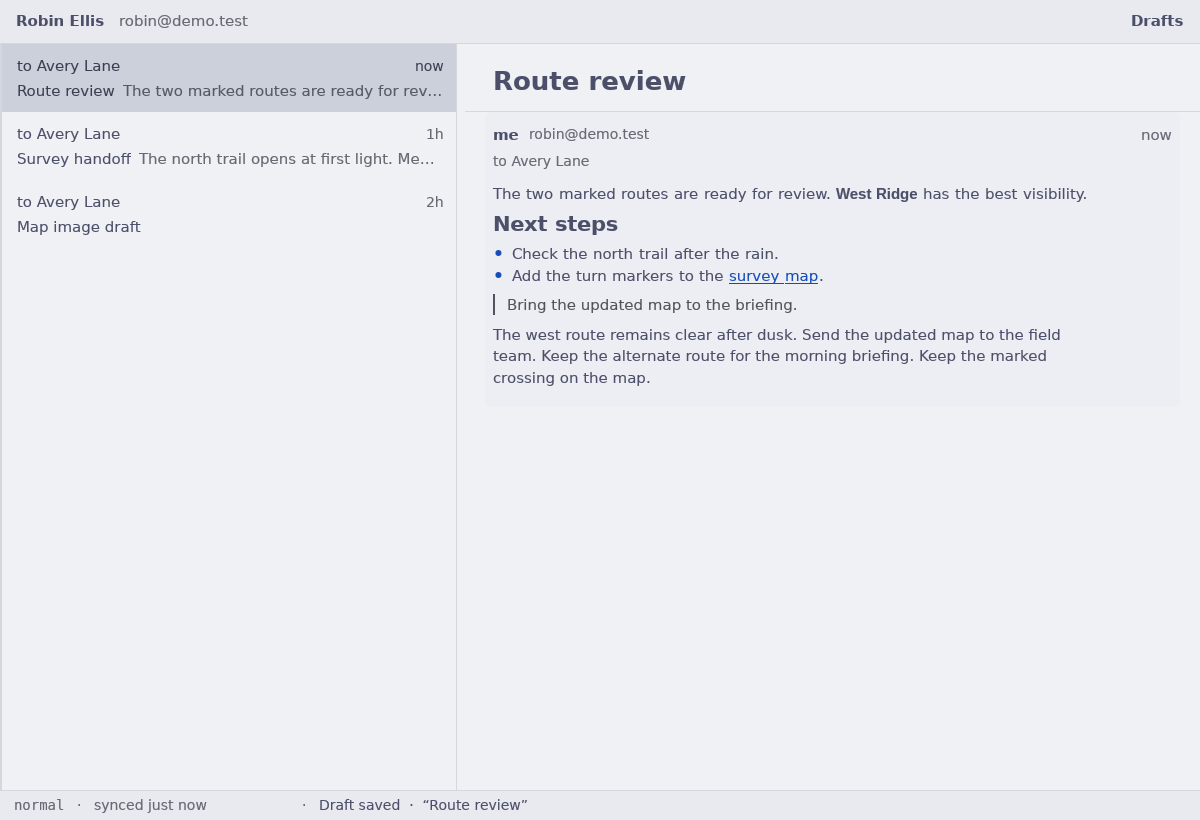 Robin Ellis robin@demo.test Drafts
to Avery Lane now
Route review The two marked routes are ready for rev…
to Avery Lane 1h
Survey handoff The north trail opens at first light. Me…
to Avery Lane 2h
Map image draft
Route review
me robin@demo.test now
to Avery Lane
The two marked routes are ready for review. West Ridge has the best visibility.
Next steps
• Check the north trail after the rain.
• Add the turn markers to the survey map.
Bring the updated map to the briefing.
The west route remains clear after dusk. Send the updated map to the field
team. Keep the alternate route for the morning briefing. Keep the marked
crossing on the map.
normal · synced just now · Draft saved · “Route review”